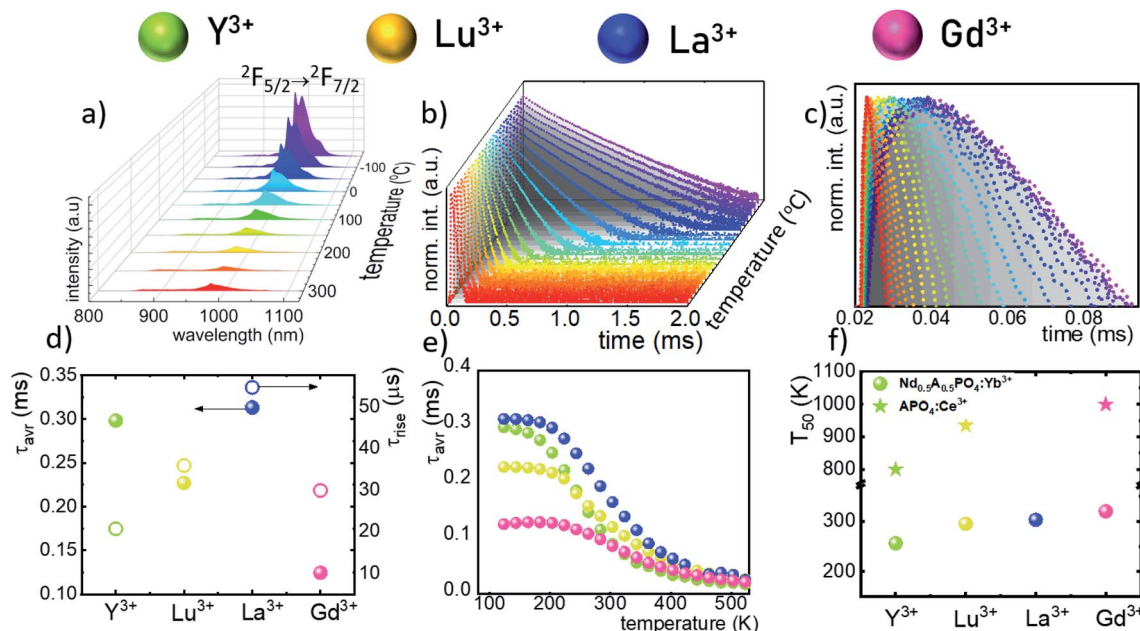 Y³⁺ Lu³⁺ La³⁺ Gd³⁺
a)
²F₅/₂→²F₇/₂
intensity (a.u)
800 900 1000 1100
wavelength (nm)
-100
0
100
200
300
temperature (⁰C)
b)
norm. int. (a.u.)
0.0 0.5 1.0 1.5 2.0
time (ms)
temperature (⁰C)
c)
norm. int. (a.u.)
0.02 0.04 0.06 0.08
time (ms)
d)
τavr (ms)
0.35
0.30
0.25
0.20
0.15
0.10
τrise (μs)
50
40
30
20
10
Y³⁺ Lu³⁺ La³⁺ Gd³⁺
e)
τavr (ms)
0.4
0.3
0.2
0.1
0.0
100 200 300 400 500
temperature (K)
f)
T₅₀ (K)
1100
1000
900
800
300
200
Nd₀.₅A₀.₅PO₄:Yb³⁺
APO₄:Ce³⁺
Y³⁺ Lu³⁺ La³⁺ Gd³⁺